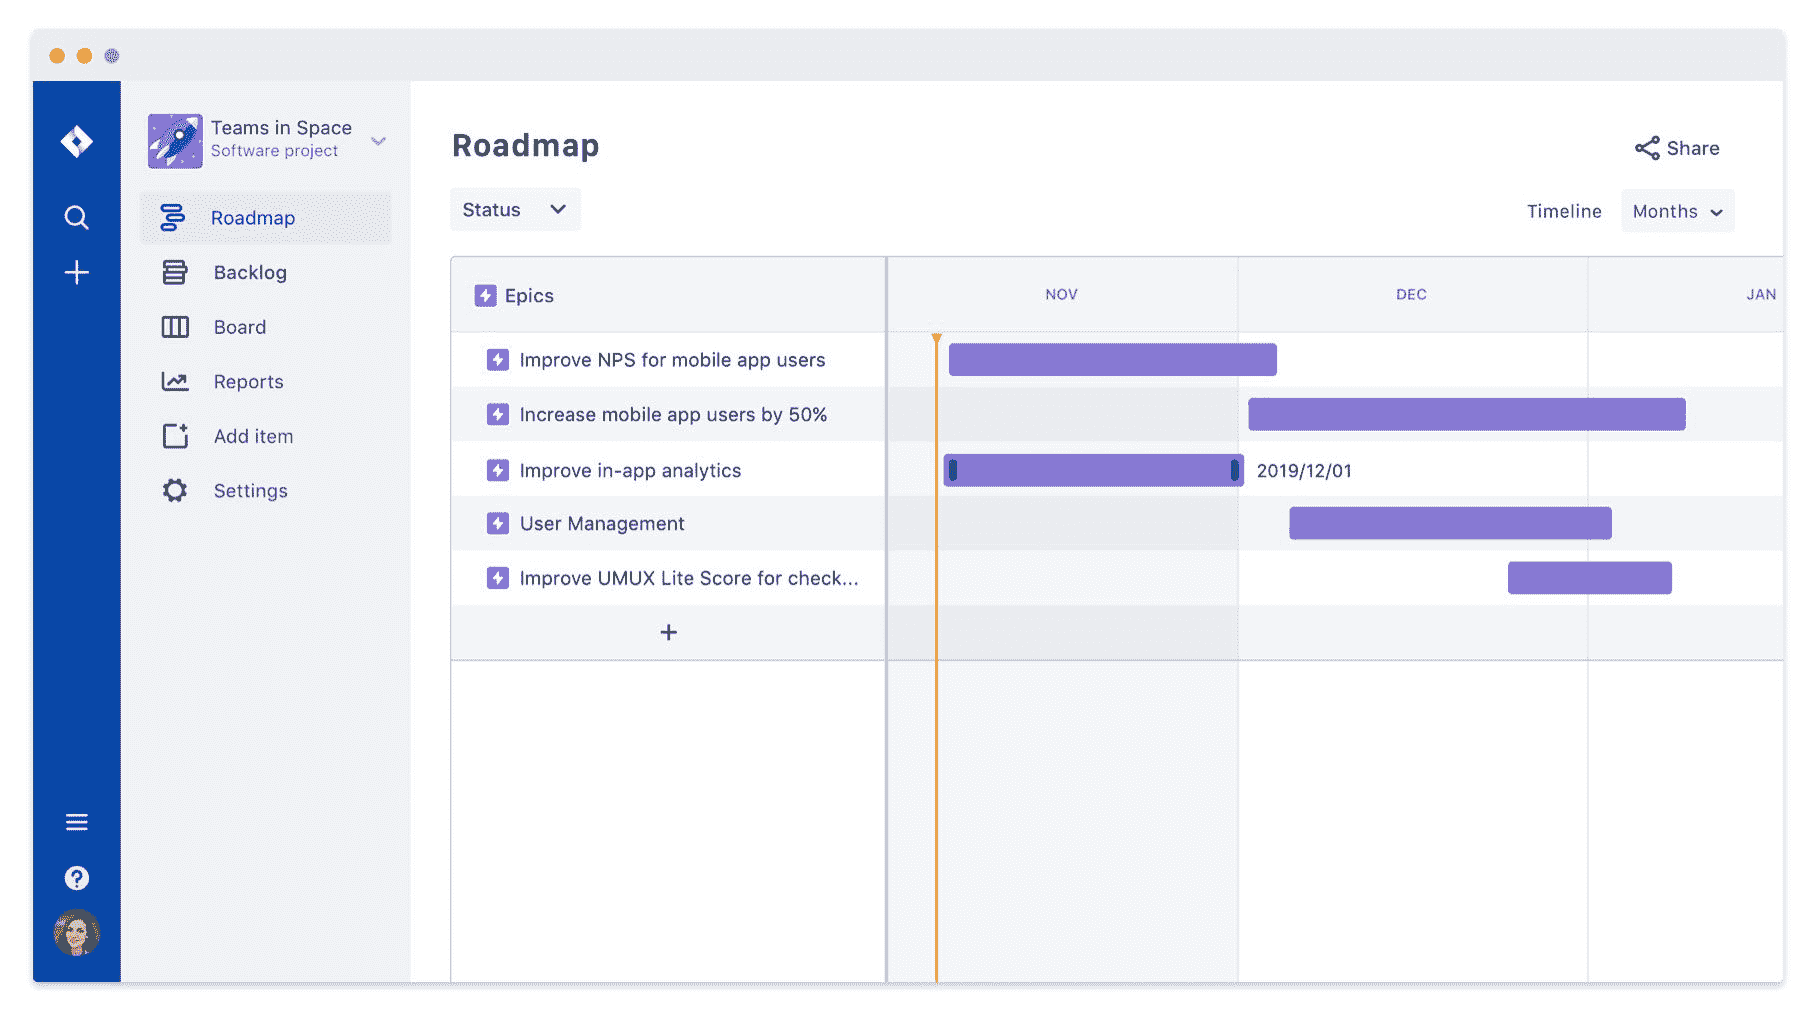 Teams in Space
Software project
Roadmap
Backlog
Board
Reports
Add item
Settings
Roadmap
Share
Status
Timeline
Months
Epics
NOV
DEC
JAN
Improve NPS for mobile app users
Increase mobile app users by 50%
Improve in-app analytics
2019/12/01
User Management
Improve UMUX Lite Score for check...